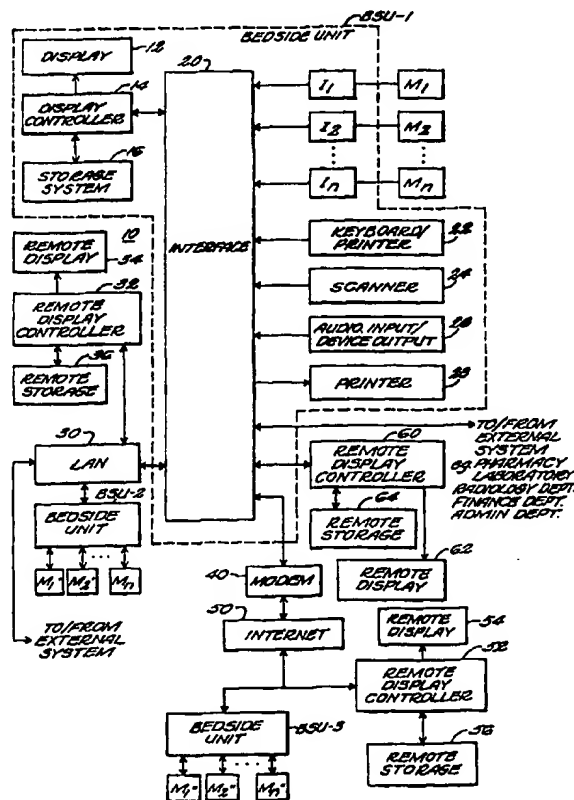 BSU-1
BEDSIDE UNIT
DISPLAY
12
DISPLAY
CONTROLLER
14
STORAGE
SYSTEM
16
20
INTERFACE
I1
M1
I2
M2
In
Mn
KEYBOARD/
PRINTER
22
SCANNER
24
AUDIO INPUT/
DEVICE OUTPUT
26
PRINTER
28
10
REMOTE
DISPLAY
34
REMOTE
DISPLAY
CONTROLLER
32
REMOTE
STORAGE
36
30
LAN
BSU-2
BEDSIDE
UNIT
M1'
M2'
Mn'
TO/FROM
EXTERNAL
SYSTEM
TO/FROM
EXTERNAL
SYSTEM
eg. PHARMACY
LABORATORY
RADIOLOGY DEPT.
FINANCE DEPT.
ADMIN DEPT.
60
REMOTE
DISPLAY
CONTROLLER
64
REMOTE
STORAGE
62
REMOTE
DISPLAY
40
MODEM
50
INTERNET
REMOTE
DISPLAY
54
REMOTE
DISPLAY
CONTROLLER
52
REMOTE
STORAGE
56
BEDSIDE
UNIT
BSU-3
M1"
M2"
Mn"